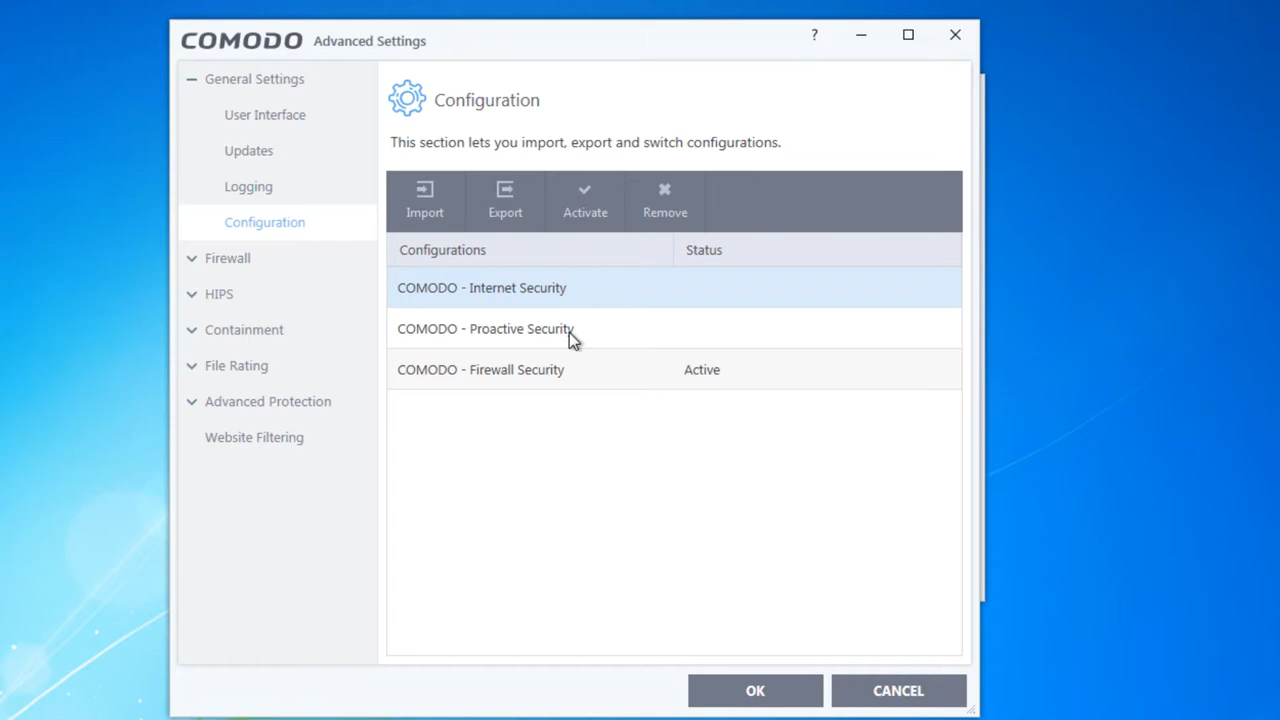 COMODO Advanced Settings ?
General Settings
User Interface
Updates
Logging
Configuration
Firewall
HIPS
Containment
File Rating
Advanced Protection
Website Filtering
Configuration
This section lets you import, export and switch configurations.
Import Export Activate Remove
Configurations Status
COMODO - Internet Security
COMODO - Proactive Security
COMODO - Firewall Security Active
OK CANCEL